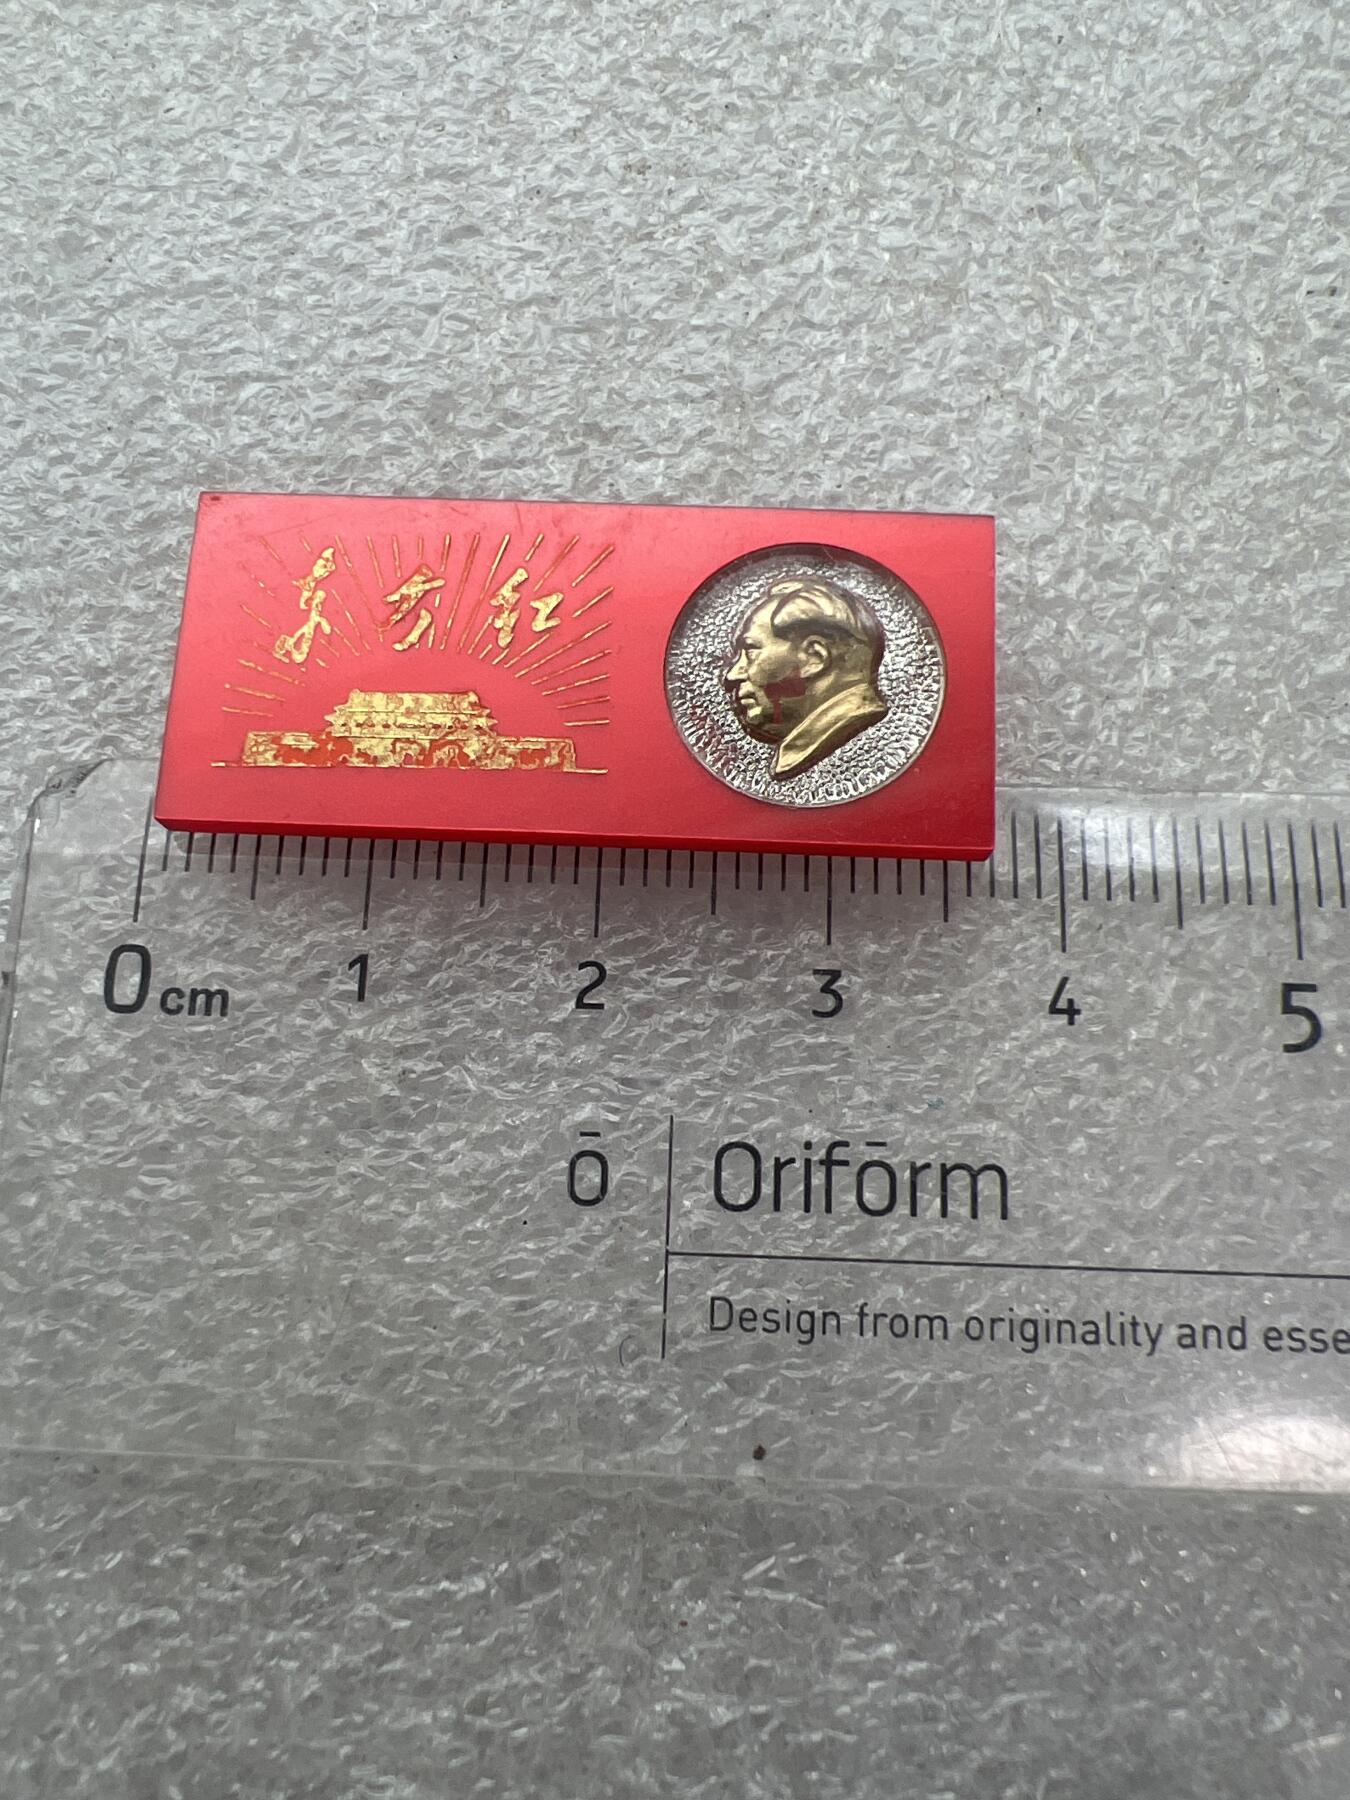 东方红
0cm 1 2 3 4 5
ō Orifōrm
Design from originality and esse